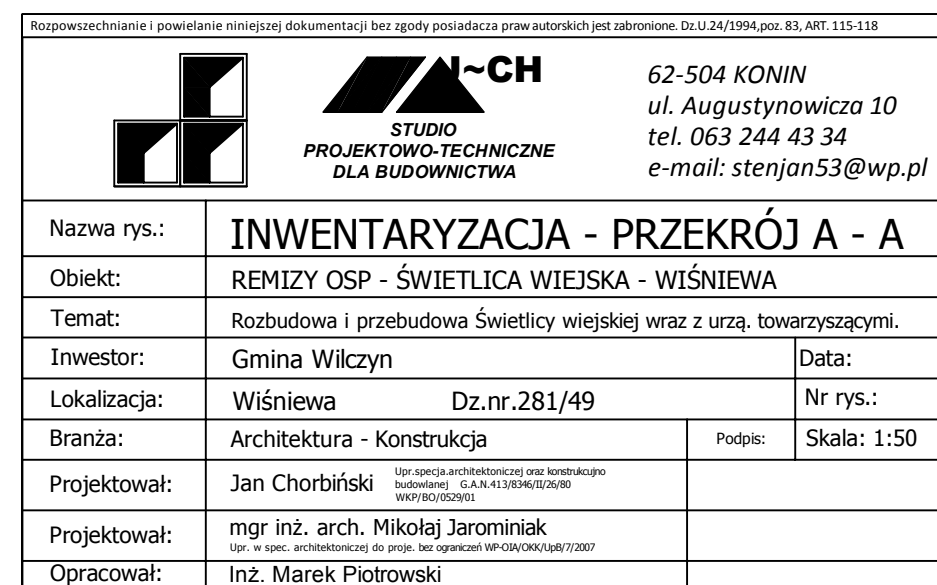 Rozpowszechnianie i powielanie niniejszej dokumentacji bez zgody posiadacza praw autorskich jest zabronione. Dz.U.24/1994,poz. 83, ART. 115-118
~CH
STUDIO
PROJEKTOWO-TECHNICZNE
DLA BUDOWNICTWA
62-504 KONIN
ul. Augustynowicza 10
tel. 063 244 43 34
e-mail: stenjan53@wp.pl
Nazwa rys.: INWENTARYZACJA - PRZEKRÓJ A - A
Obiekt: REMIZY OSP - ŚWIETLICA WIEJSKA - WIŚNIEWA
Temat: Rozbudowa i przebudowa Świetlicy wiejskiej wraz z urzą. towarzyszącymi.
Inwestor: Gmina Wilczyn Data:
Lokalizacja: Wiśniewa Dz.nr.281/49 Nr rys.:
Branża: Architektura - Konstrukcja Podpis: Skala: 1:50
Projektował: Jan Chorbiński
Upr.specja.architektoniczej oraz konstrukcujno
budowlanej G.A.N.413/8346/II/26/80
WKP/BO/0529/01
Projektował: mgr inż. arch. Mikołaj Jarominiak
Upr. w spec. architektoniczej do proje. bez ograniczeń WP-OIA/OKK/UpB/7/2007
Opracował: Inż. Marek Piotrowski